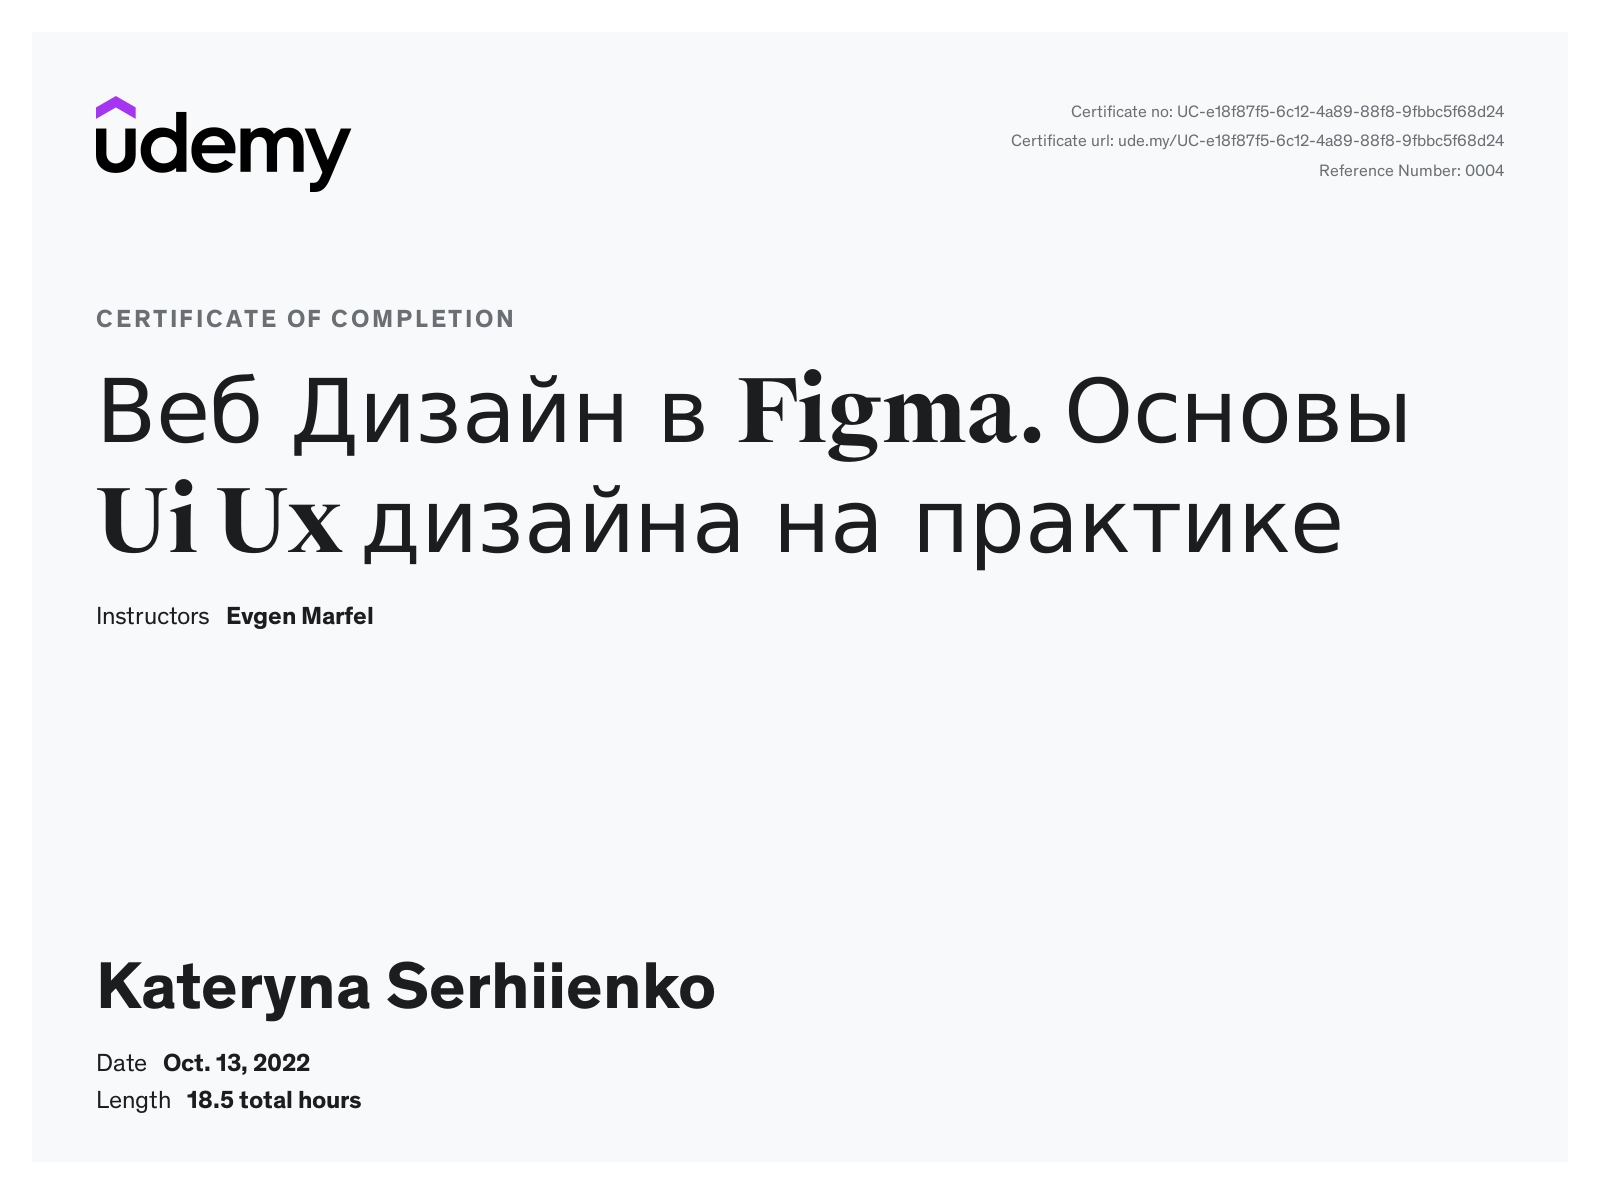 udemy
Certificate no: UC-e18f87f5-6c12-4a89-88f8-9fbbc5f68d24
Certificate url: ude.my/UC-e18f87f5-6c12-4a89-88f8-9fbbc5f68d24
Reference Number: 0004
CERTIFICATE OF COMPLETION
Веб Дизайн в Figma. Основы
Ui Ux дизайна на практике
Instructors Evgen Marfel
Kateryna Serhiienko
Date Oct. 13, 2022
Length 18.5 total hours